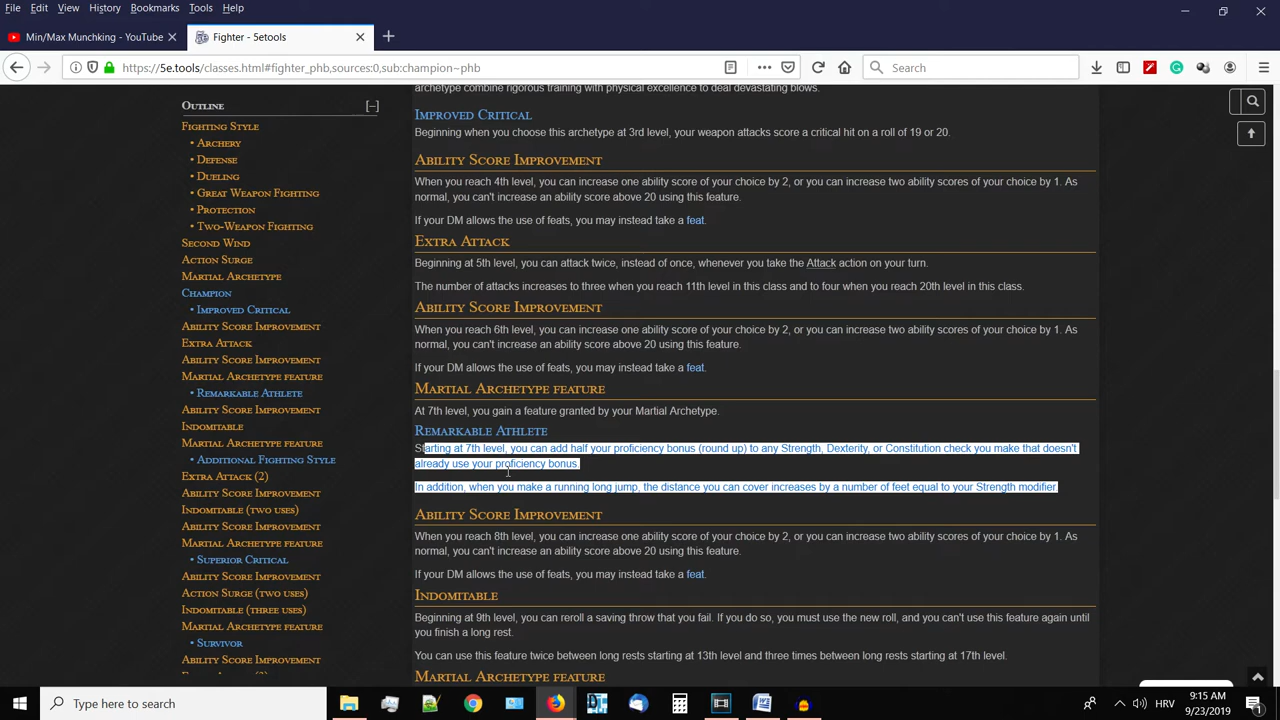 File Edit View History Bookmarks Tools Help
Min/Max Munchking - YouTube
Fighter - 5etools
https://5e.tools/classes.html#fighter_phb,sources:0,sub:champion~phb
Search
OUTLINE [–]
FIGHTING STYLE
• ARCHERY
• DEFENSE
• DUELING
• GREAT WEAPON FIGHTING
• PROTECTION
• TWO-WEAPON FIGHTING
SECOND WIND
ACTION SURGE
MARTIAL ARCHETYPE
CHAMPION
• IMPROVED CRITICAL
ABILITY SCORE IMPROVEMENT
EXTRA ATTACK
ABILITY SCORE IMPROVEMENT
MARTIAL ARCHETYPE FEATURE
• REMARKABLE ATHLETE
ABILITY SCORE IMPROVEMENT
INDOMITABLE
MARTIAL ARCHETYPE FEATURE
• ADDITIONAL FIGHTING STYLE
EXTRA ATTACK (2)
ABILITY SCORE IMPROVEMENT
INDOMITABLE (TWO USES)
ABILITY SCORE IMPROVEMENT
MARTIAL ARCHETYPE FEATURE
• SUPERIOR CRITICAL
ABILITY SCORE IMPROVEMENT
ACTION SURGE (TWO USES)
INDOMITABLE (THREE USES)
MARTIAL ARCHETYPE FEATURE
• SURVIVOR
ABILITY SCORE IMPROVEMENT
archetype combine rigorous training with physical excellence to deal devastating blows.
IMPROVED CRITICAL
Beginning when you choose this archetype at 3rd level, your weapon attacks score a critical hit on a roll of 19 or 20.
ABILITY SCORE IMPROVEMENT
When you reach 4th level, you can increase one ability score of your choice by 2, or you can increase two ability scores of your choice by 1. As
normal, you can't increase an ability score above 20 using this feature.
If your DM allows the use of feats, you may instead take a feat.
EXTRA ATTACK
Beginning at 5th level, you can attack twice, instead of once, whenever you take the Attack action on your turn.
The number of attacks increases to three when you reach 11th level in this class and to four when you reach 20th level in this class.
ABILITY SCORE IMPROVEMENT
When you reach 6th level, you can increase one ability score of your choice by 2, or you can increase two ability scores of your choice by 1. As
normal, you can't increase an ability score above 20 using this feature.
If your DM allows the use of feats, you may instead take a feat.
MARTIAL ARCHETYPE FEATURE
At 7th level, you gain a feature granted by your Martial Archetype.
REMARKABLE ATHLETE
Starting at 7th level, you can add half your proficiency bonus (round up) to any Strength, Dexterity, or Constitution check you make that doesn't
already use your proficiency bonus.
In addition, when you make a running long jump, the distance you can cover increases by a number of feet equal to your Strength modifier.
ABILITY SCORE IMPROVEMENT
When you reach 8th level, you can increase one ability score of your choice by 2, or you can increase two ability scores of your choice by 1. As
normal, you can't increase an ability score above 20 using this feature.
If your DM allows the use of feats, you may instead take a feat.
INDOMITABLE
Beginning at 9th level, you can reroll a saving throw that you fail. If you do so, you must use the new roll, and you can't use this feature again until
you finish a long rest.
You can use this feature twice between long rests starting at 13th level and three times between long rests starting at 17th level.
MARTIAL ARCHETYPE FEATURE
Type here to search
HRV
9:15 AM
9/23/2019